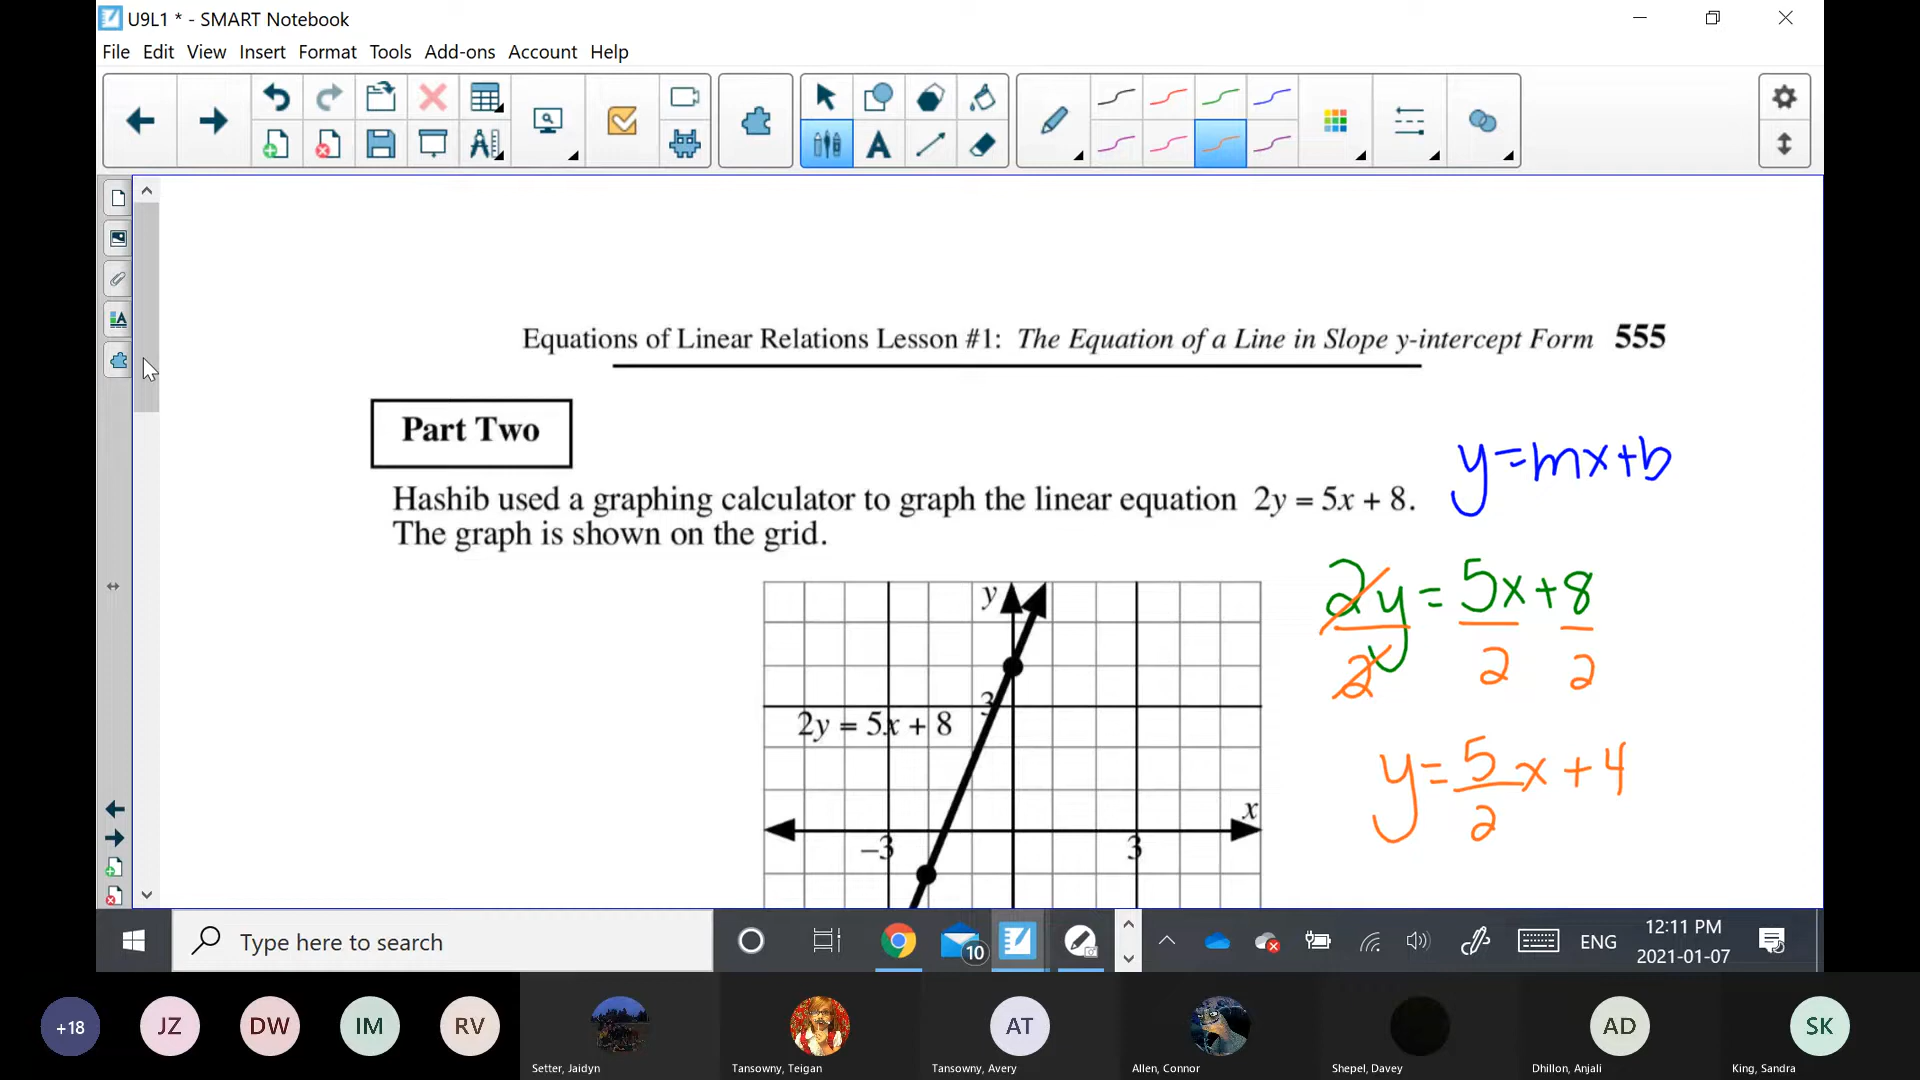 U9L1 * - SMART Notebook
File Edit View Insert Format Tools Add-ons Account Help
Equations of Linear Relations Lesson #1: The Equation of a Line in Slope y-intercept Form 555
Part Two
y=mx+b
Hashib used a graphing calculator to graph the linear equation 2y = 5x + 8.
The graph is shown on the grid.
2y = 5x + 8
2 2 2
y = 5/2 x + 4
y
3
2y = 5x + 8
x
-3 3
Type here to search
10
ENG
12:11 PM
2021-01-07
+18 JZ DW IM RV AT AD SK
Setter, Jaidyn Tansowny, Teigan Tansowny, Avery Allen, Connor Shepel, Davey Dhillon, Anjali King, Sandra